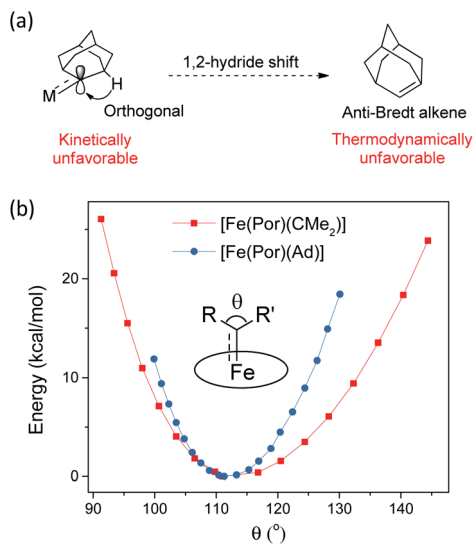 (a)
H
M
Orthogonal
Kinetically
unfavorable
1,2-hydride shift
Anti-Bredt alkene
Thermodynamically
unfavorable
(b)
[Fe(Por)(CMe₂)]
[Fe(Por)(Ad)]
θ
R R'
Fe
Energy (kcal/mol)
20
10
0
90 100 110 120 130 140
θ (°)